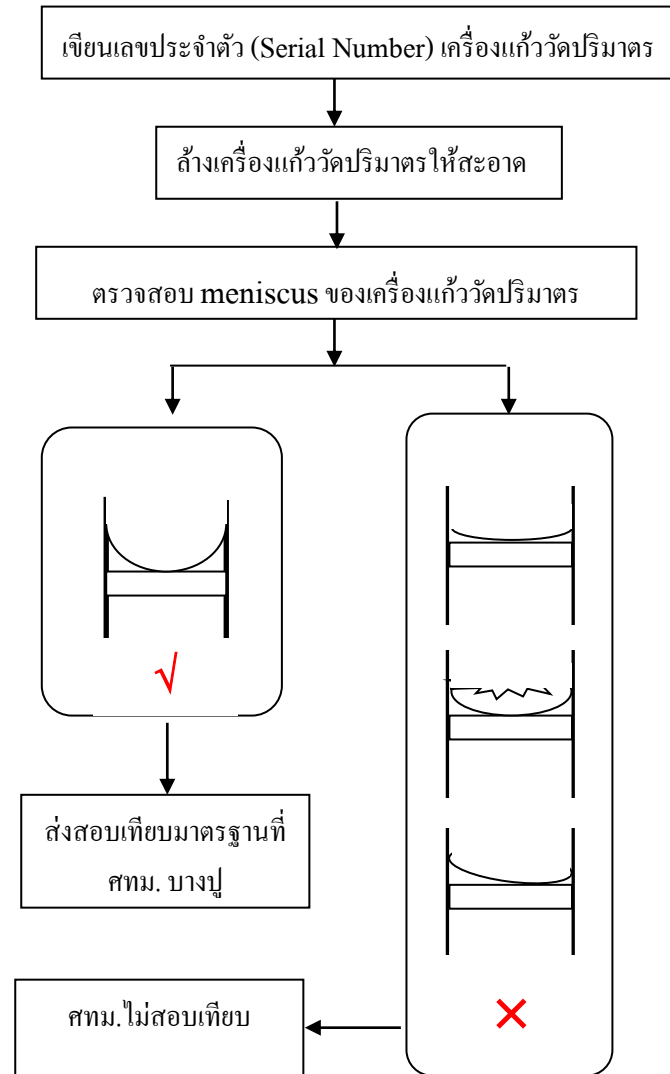 เขียนเลขประจำตัว (Serial Number) เครื่องแก้ววัดปริมาตร
ล้างเครื่องแก้ววัดปริมาตรให้สะอาด
ตรวจสอบ meniscus ของเครื่องแก้ววัดปริมาตร
√
ส่งสอบเทียบมาตรฐานที่
ศทม. บางปู
ศทม.ไม่สอบเทียบ
×